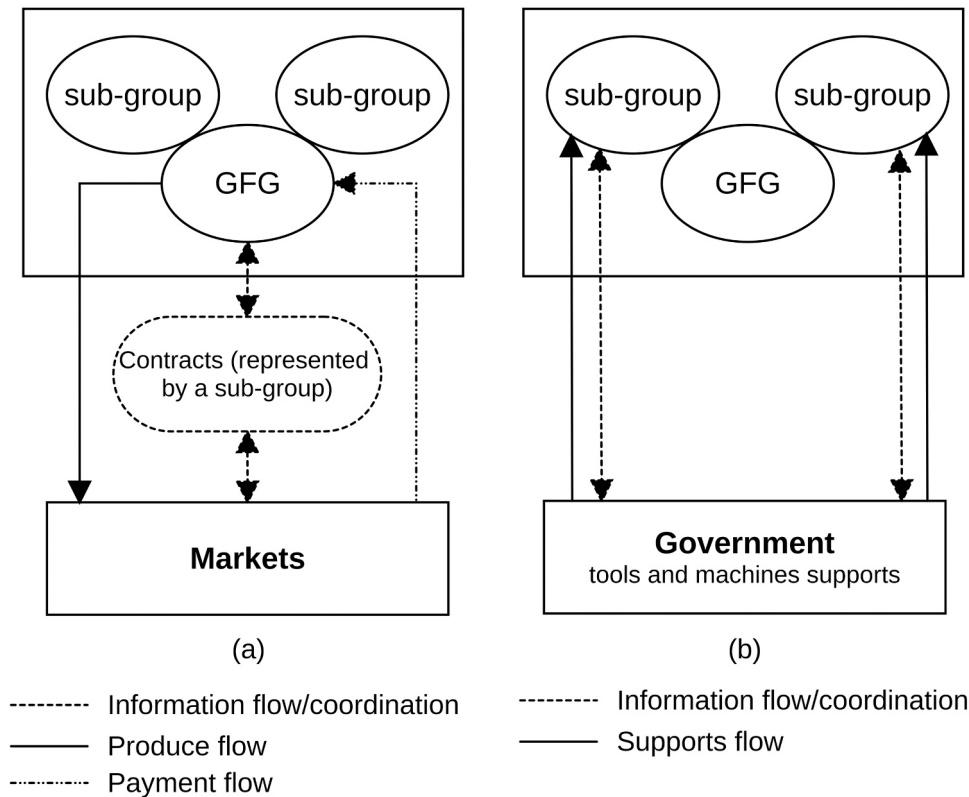 sub-group
sub-group
GFG
Contracts (represented
by a sub-group)
Markets
(a)
Information flow/coordination
Produce flow
Payment flow
sub-group
sub-group
GFG
Government
tools and machines supports
(b)
Information flow/coordination
Supports flow